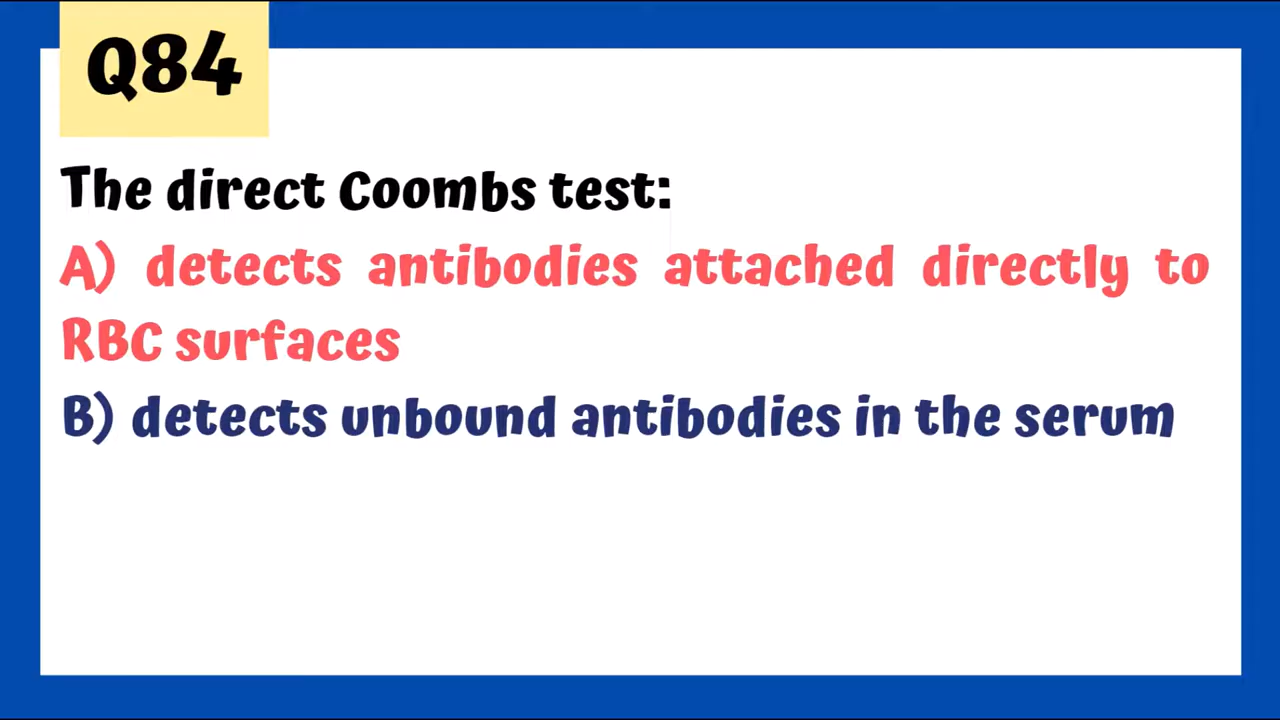 Q84
The direct Coombs test:
A) detects antibodies attached directly to
RBC surfaces
B) detects unbound antibodies in the serum